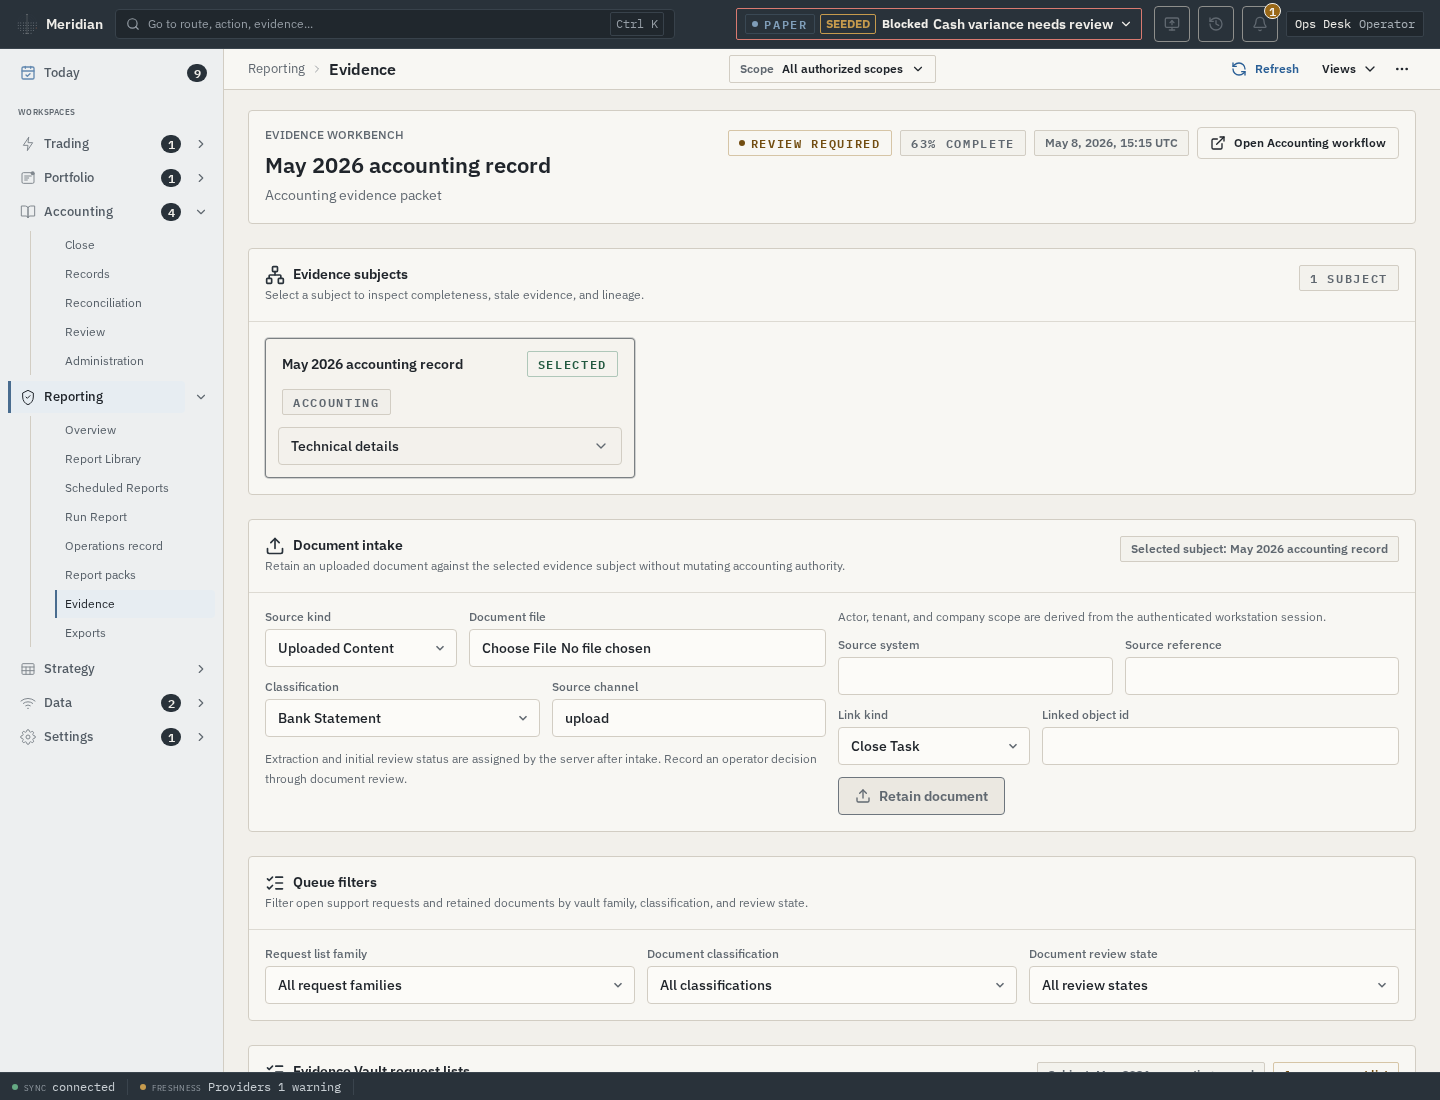 Meridian
Go to route, action, evidence...
Ctrl K
PAPER
SEEDED
Blocked Cash variance needs review
1
Ops Desk Operator
Today
9
WORKSPACES
Trading
1
Portfolio
1
Accounting
4
Close
Records
Reconciliation
Review
Administration
Reporting
Overview
Report Library
Scheduled Reports
Run Report
Operations record
Report packs
Evidence
Exports
Strategy
Data
2
Settings
1
Reporting
Evidence
Scope All authorized scopes
Refresh
Views
EVIDENCE WORKBENCH
May 2026 accounting record
Accounting evidence packet
REVIEW REQUIRED
63% COMPLETE
May 8, 2026, 15:15 UTC
Open Accounting workflow
Evidence subjects
Select a subject to inspect completeness, stale evidence, and lineage.
1 SUBJECT
May 2026 accounting record
SELECTED
ACCOUNTING
Technical details
Document intake
Retain an uploaded document against the selected evidence subject without mutating accounting authority.
Selected subject: May 2026 accounting record
Source kind
Uploaded Content
Document file
Choose File No file chosen
Classification
Bank Statement
Source channel
upload
Extraction and initial review status are assigned by the server after intake. Record an operator decision
through document review.
Actor, tenant, and company scope are derived from the authenticated workstation session.
Source system
Source reference
Link kind
Close Task
Linked object id
Retain document
Queue filters
Filter open support requests and retained documents by vault family, classification, and review state.
Request list family
All request families
Document classification
All classifications
Document review state
All review states
Evidence Vault request lists
SYNC connected
FRESHNESS Providers 1 warning